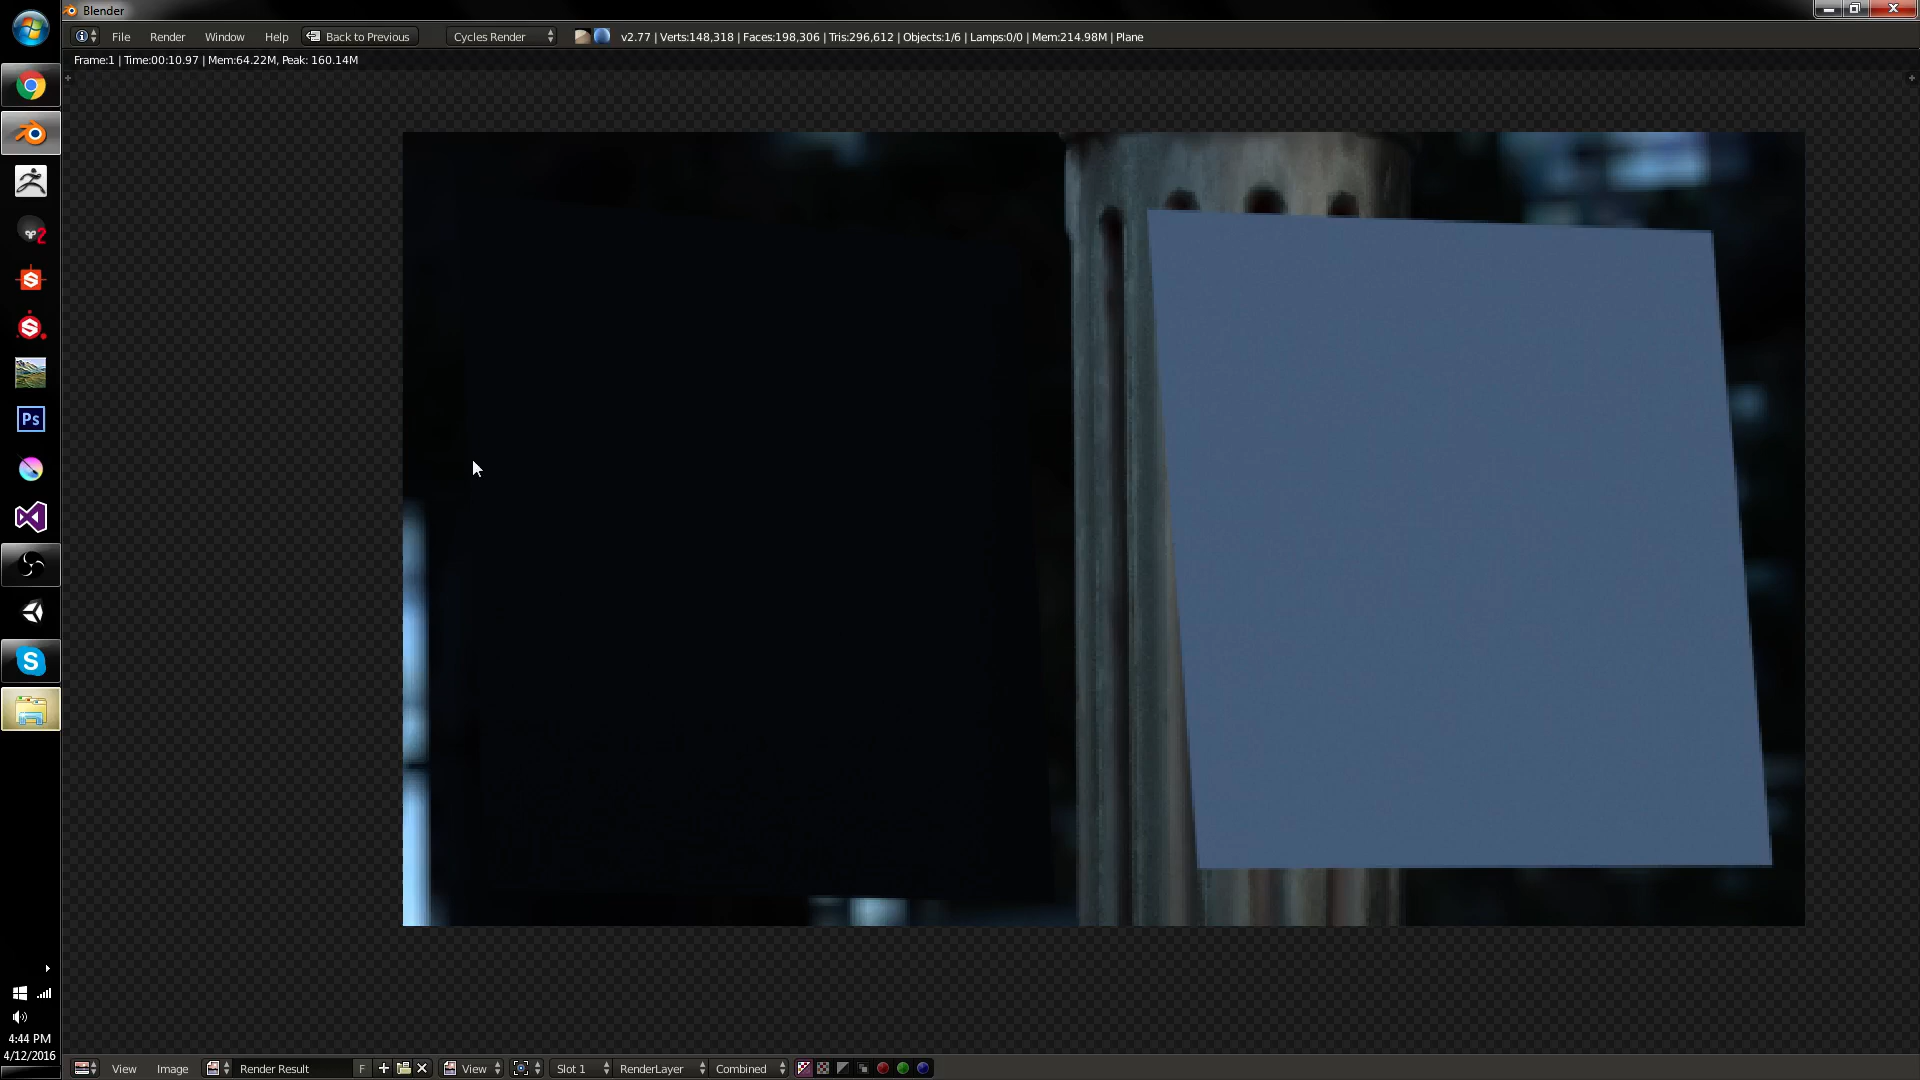 Blender
File Render Window Help Back to Previous Cycles Render v2.77 | Verts:148,318 | Faces:198,306 | Tris:296,612 | Objects:1/6 | Lamps:0/0 | Mem:214.98M | Plane
Frame:1 | Time:00:10.97 | Mem:64.22M, Peak: 160.14M
2
S
S
Ps
S
4:44 PM
4/12/2016
View Image Render Result F View Slot 1 RenderLayer Combined